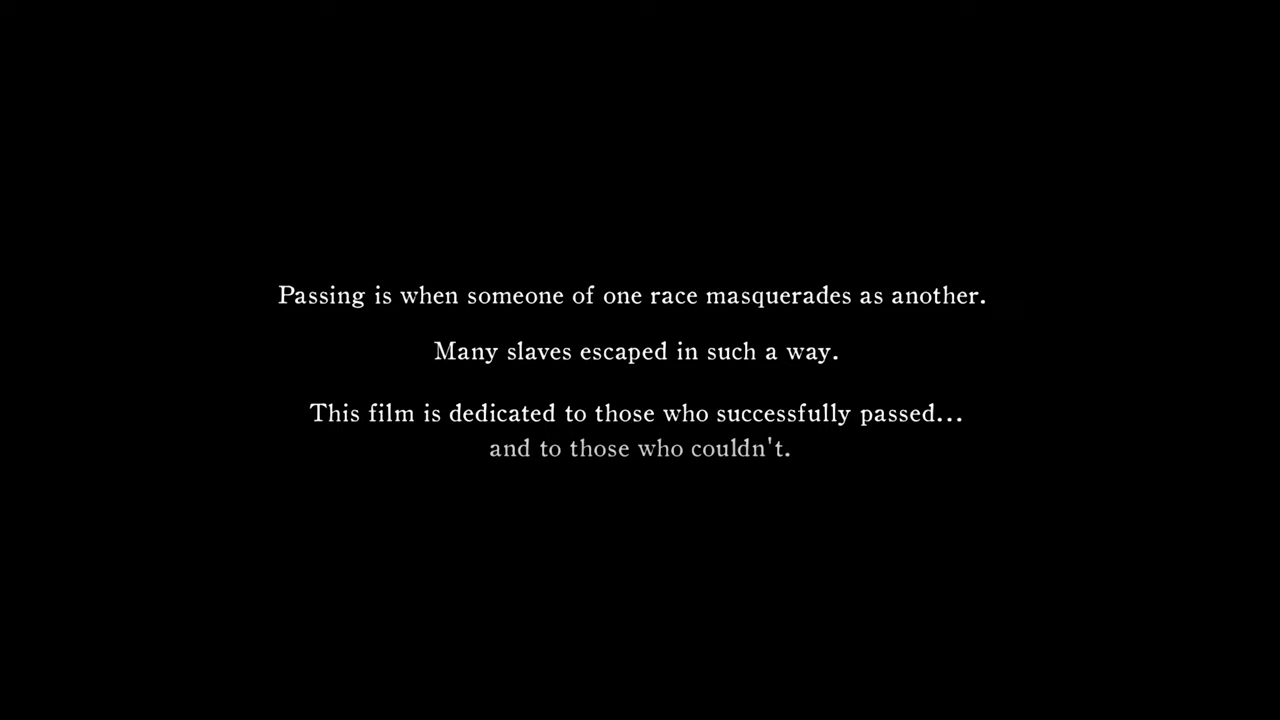 Passing is when someone of one race masquerades as another.
Many slaves escaped in such a way.
This film is dedicated to those who successfully passed...
and to those who couldn't.